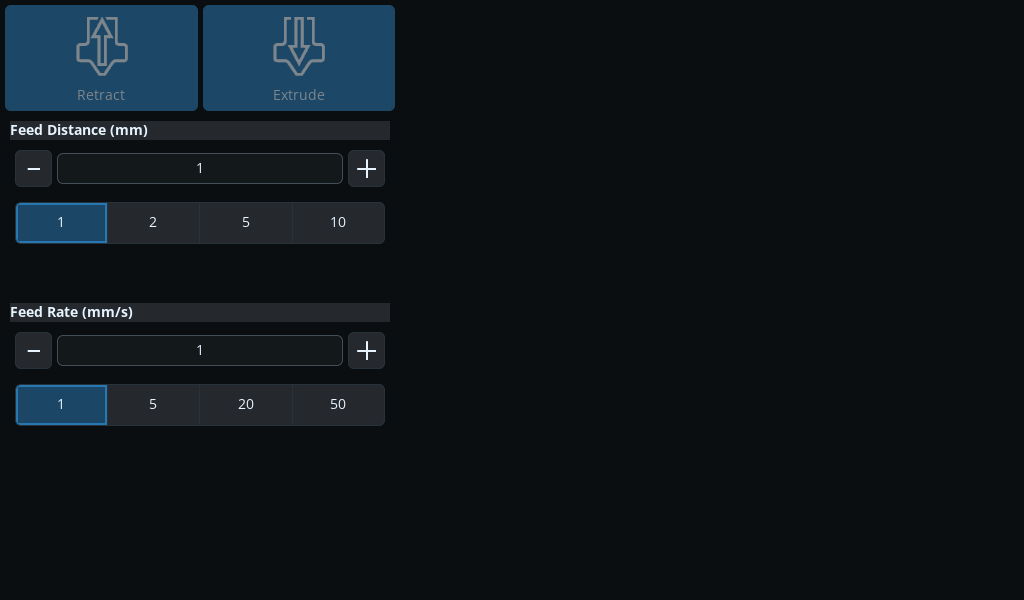 Retract Extrude
Feed Distance (mm)
− 1 +
1 2 5 10
Feed Rate (mm/s)
− 1 +
1 5 20 50